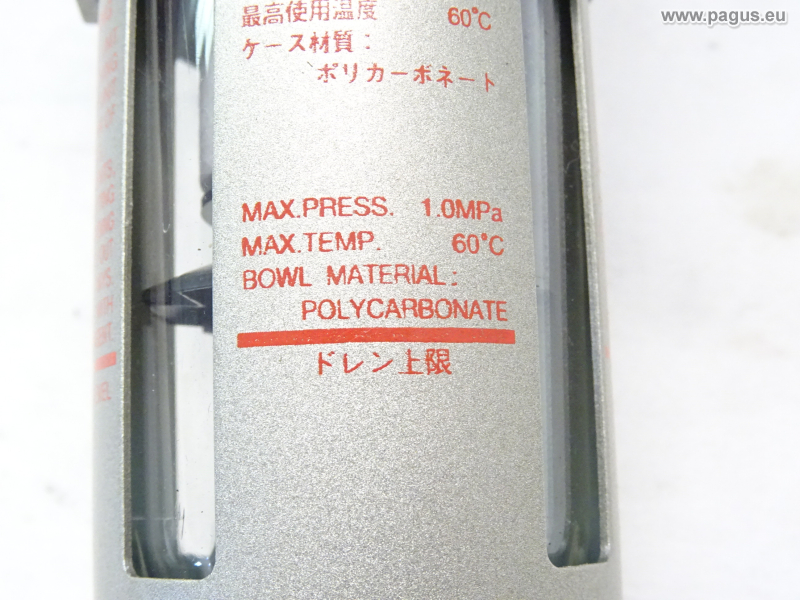 www.pagus.eu
最高使用温度 60°C
ケース材質:
ポリカーボネート
MAX.PRESS. 1.0MPa
MAX.TEMP. 60°C
BOWL MATERIAL:
POLYCARBONATE
ドレン上限